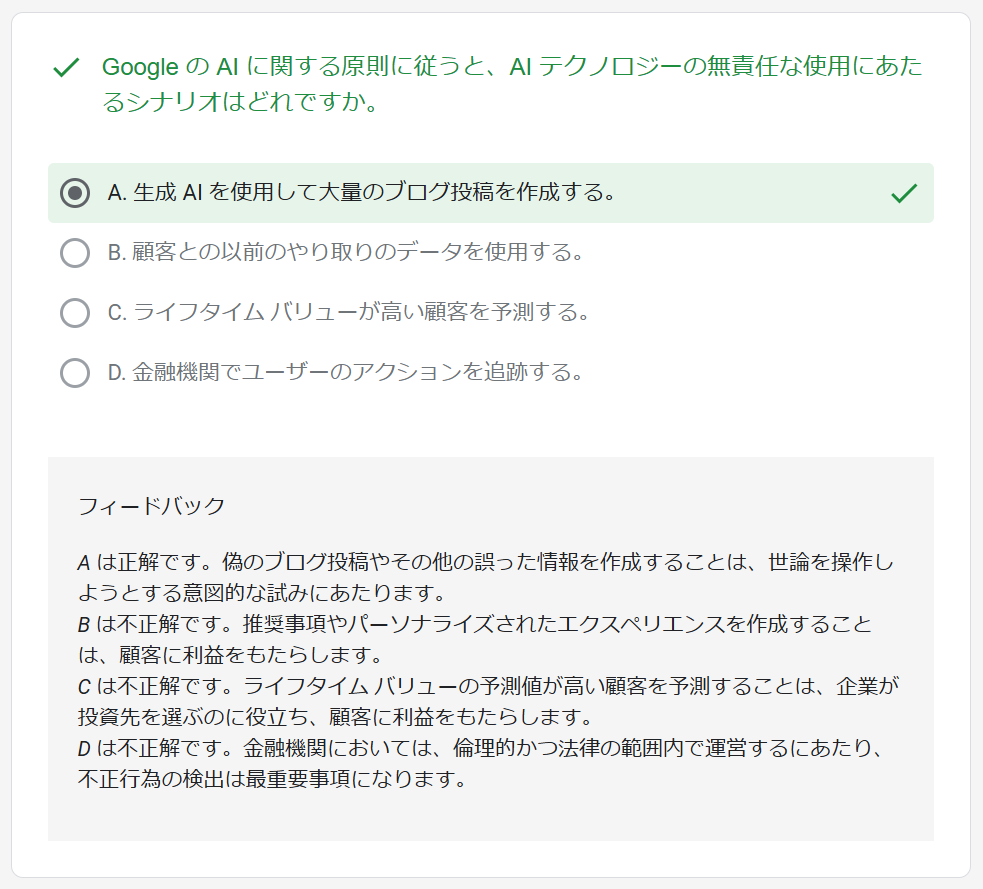 Google の AI に関する原則に従うと、AI テクノロジーの無責任な使用にあた
るシナリオはどれですか。
A. 生成 AI を使用して大量のブログ投稿を作成する。
B. 顧客との以前のやり取りのデータを使用する。
C. ライフタイム バリューが高い顧客を予測する。
D. 金融機関でユーザーのアクションを追跡する。
フィードバック
A は正解です。偽のブログ投稿やその他の誤った情報を作成することは、世論を操作し
ようとする意図的な試みにあたります。
B は不正解です。推奨事項やパーソナライズされたエクスペリエンスを作成すること
は、顧客に利益をもたらします。
C は不正解です。ライフタイム バリューの予測値が高い顧客を予測することは、企業が
投資先を選ぶのに役立ち、顧客に利益をもたらします。
D は不正解です。金融機関においては、倫理的かつ法律の範囲内で運営するにあたり、
不正行為の検出は最重要事項になります。